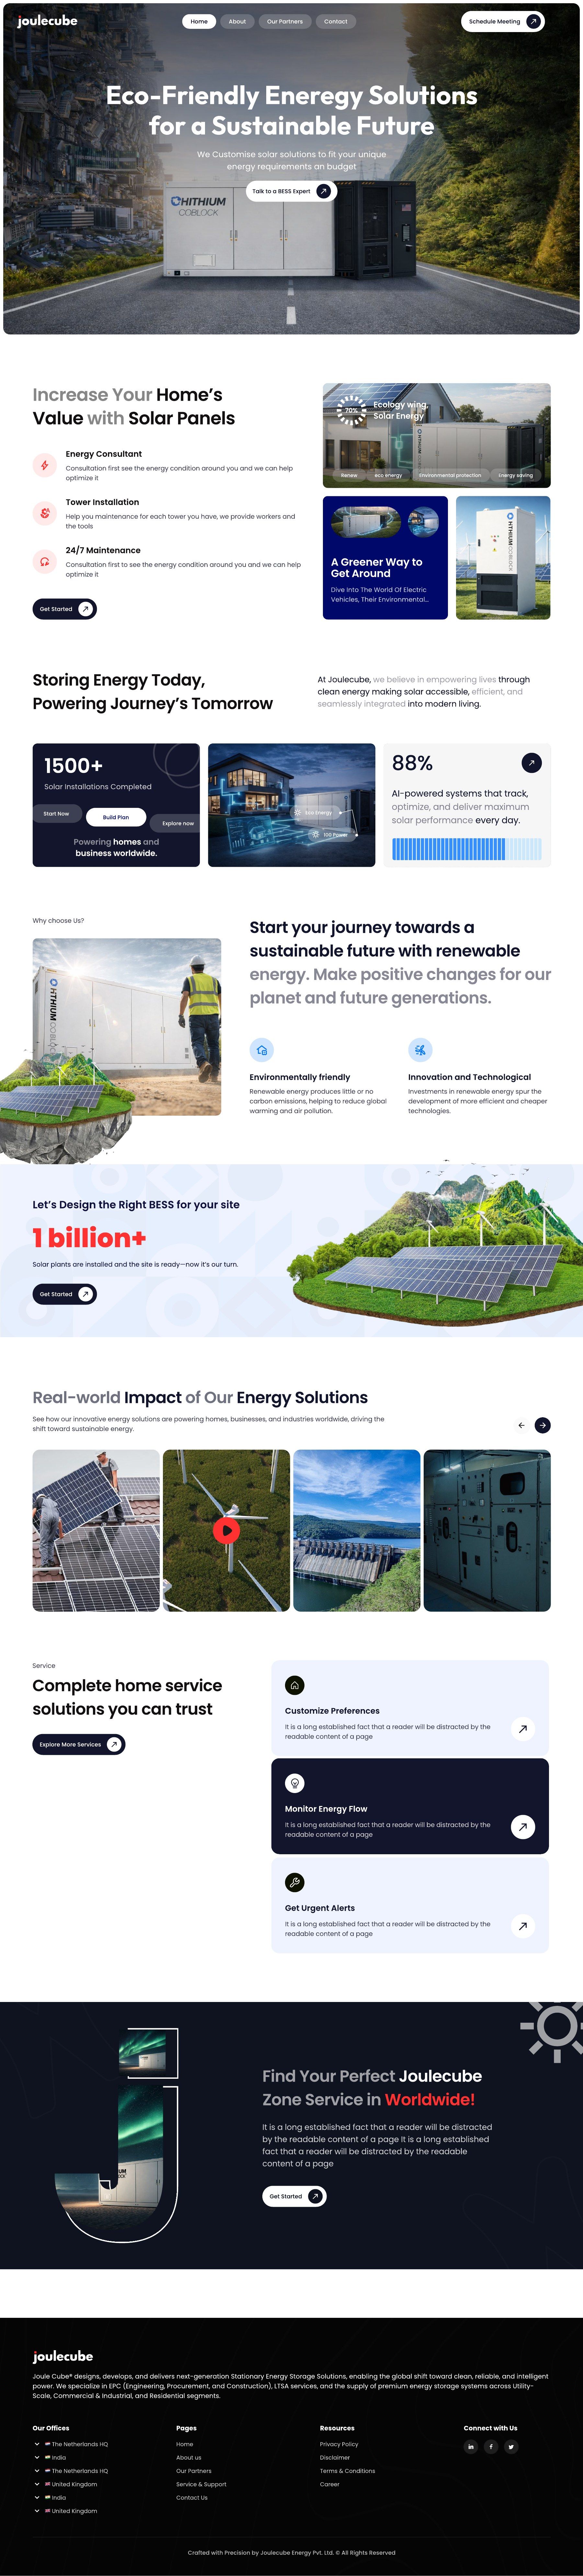 joulecube
Home
About
Our Partners
Contact
Schedule Meeting
Eco-Friendly Eneregy Solutions
for a Sustainable Future
We Customise solar solutions to fit your unique
energy requirements an budget
Talk to a BESS Expert
HITHIUM
COBLOCK
Increase Your Home's
Value with Solar Panels
Energy Consultant
Consultation first see the energy condition around you and we can help
optimize it
Tower Installation
Help you maintenance for each tower you have, we provide workers and
the tools
24/7 Maintenance
Consultation first to see the energy condition around you and we can help
optimize it
Get Started
70%
Ecology wing,
Solar Energy
Renew
eco energy
Environmental protection
Energy saving
A Greener Way to
Get Around
Dive into The World Of Electric
Vehicles, Their Environmental...
HITHIUM
Storing Energy Today,
Powering Journey's Tomorrow
At Joulecube, we believe in empowering lives through
clean energy making solar accessible, efficient, and
seamlessly integrated into modern living.
1500+
Solar Installations Completed
Start Now
Build Plan
Explore now
Powering homes and
business worldwide.
Eco Energy
100 Power
88%
AI-powered systems that track,
optimize, and deliver maximum
solar performance every day.
Why choose Us?
HITHIUM
Start your journey towards a
sustainable future with renewable
energy. Make positive changes for our
planet and future generations.
Environmentally friendly
Renewable energy produces little or no
carbon emissions, helping to reduce global
warming and air pollution.
Innovation and Technological
Investments in renewable energy spur the
development of more efficient and cheaper
technologies.
Let's Design the Right BESS for your site
1 billion+
Solar plants are installed and the site is ready—now it's our turn.
Get Started
Real-world Impact of Our Energy Solutions
See how our innovative energy solutions are powering homes, businesses, and industries worldwide, driving the
shift toward sustainable energy.
Service
Complete home service
solutions you can trust
Explore More Services
Customize Preferences
It is a long established fact that a reader will be distracted by the
readable content of a page
Monitor Energy Flow
It is a long established fact that a reader will be distracted by the
readable content of a page
Get Urgent Alerts
It is a long established fact that a reader will be distracted by the
readable content of a page
Find Your Perfect Joulecube
Zone Service in Worldwide!
It is a long established fact that a reader will be distracted
by the readable content of a page It is a long established
fact that a reader will be distracted by the readable
content of a page
Get Started
joulecube
Joule Cube® designs, develops, and delivers next-generation Stationary Energy Storage Solutions, enabling the global shift toward clean, reliable, and intelligent
power. We specialize in EPC (Engineering, Procurement, and Construction), LTSA services, and the supply of premium energy storage systems across Utility-
Scale, Commercial & Industrial, and Residential segments.
Our Offices
The Netherlands HQ
India
The Netherlands HQ
United Kingdom
India
United Kingdom
Pages
Home
About us
Our Partners
Service & Support
Contact Us
Resources
Privacy Policy
Disclaimer
Terms & Conditions
Career
Connect with Us
Crafted with Precision by Joulecube Energy Pvt. Ltd. © All Rights Reserved